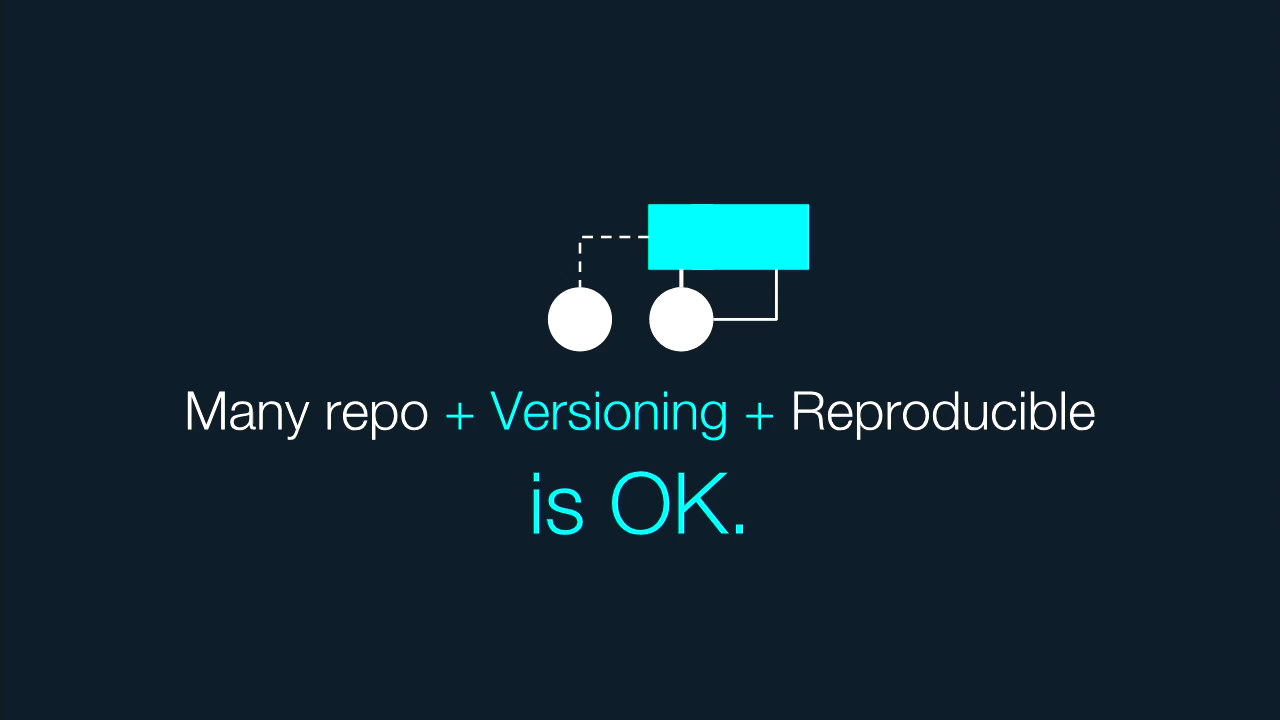 Many repo + Versioning + Reproducible
is OK.